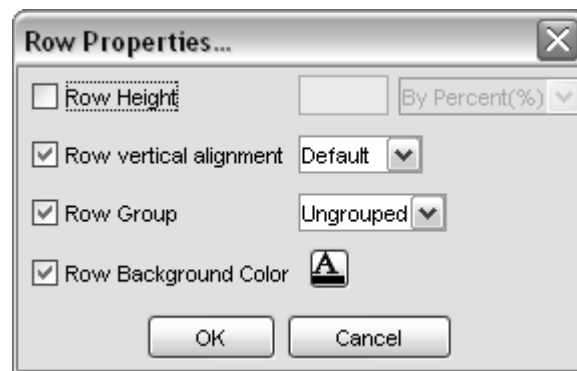 Row Properties...
Row Height By Percent(%)
Row vertical alignment Default
Row Group Ungrouped
Row Background Color A
OK Cancel